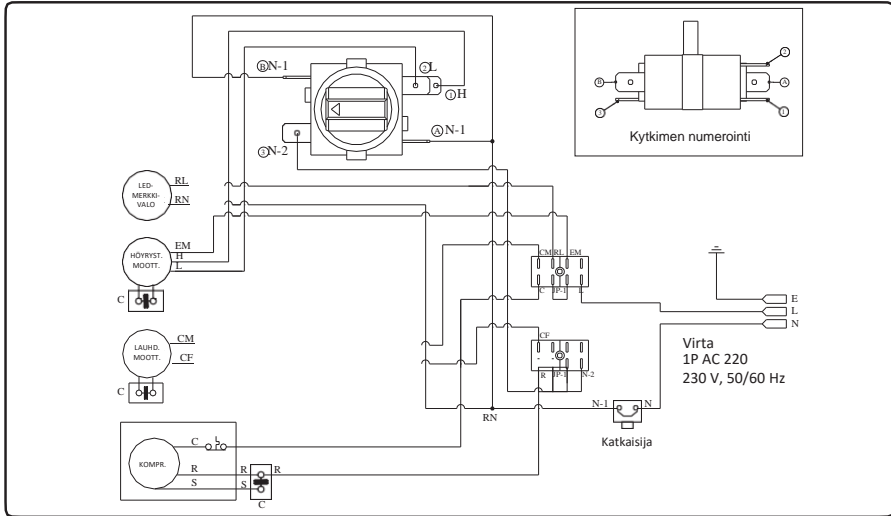 Ⓑ N-1
② L
① H
Ⓐ N-1
③ N-2
②
Ⓑ
Ⓐ
③
①
Kytkimen numerointi
LED-
MERKKI-
VALO
RL
RN
HÖYRYST.
MOOTT.
EM
H
L
C
LAUHD.
MOOTT.
CM
CF
C
CM RL EM
C JP-1 L
CF
R JP-1 N-2
E
L
N
Virta
1P AC 220
230 V, 50/60 Hz
N-1 N
Katkaisija
RN
KOMPR.
C
R R R
S S
C